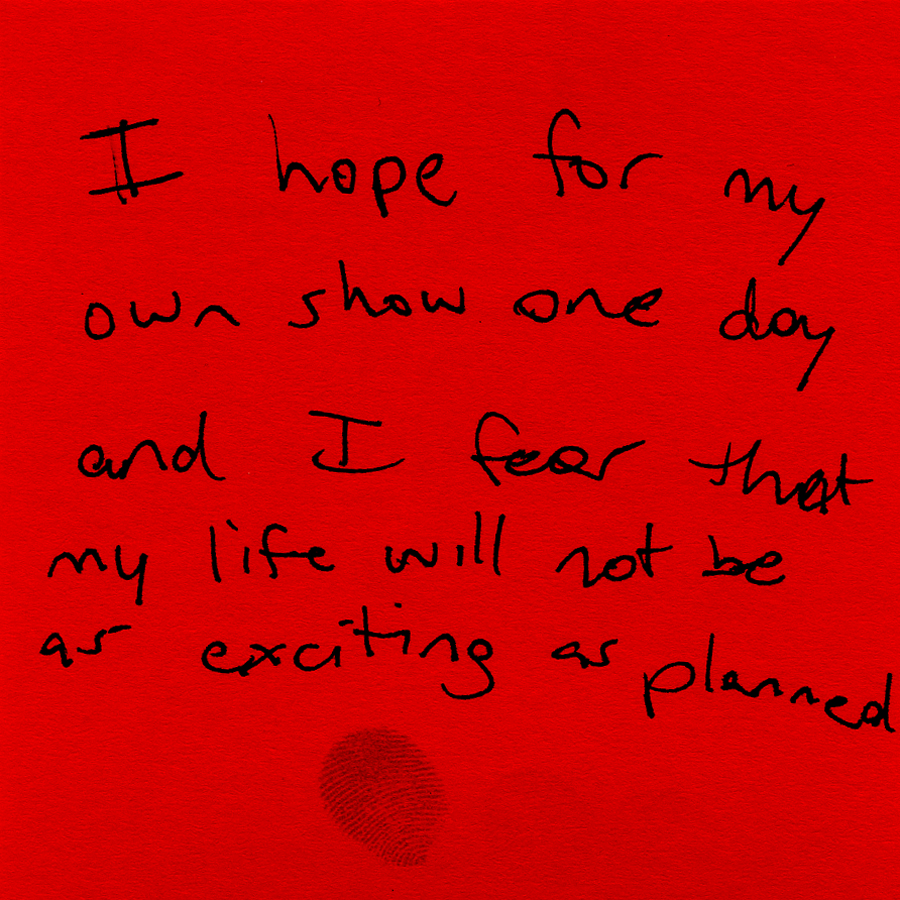 I hope for my
own show one day
and I fear that
my life will not be
as exciting as planned